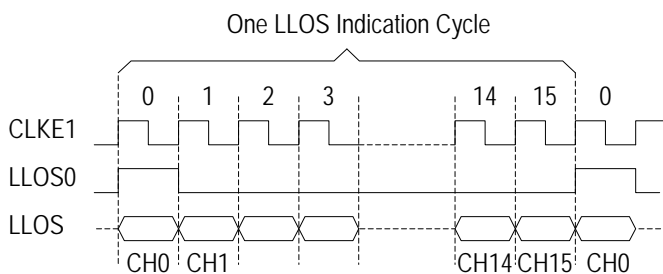 One LLOS Indication Cycle
0 1 2 3 14 15 0
CLKE1
LLOS0
LLOS
CH0 CH1 CH14 CH15 CH0